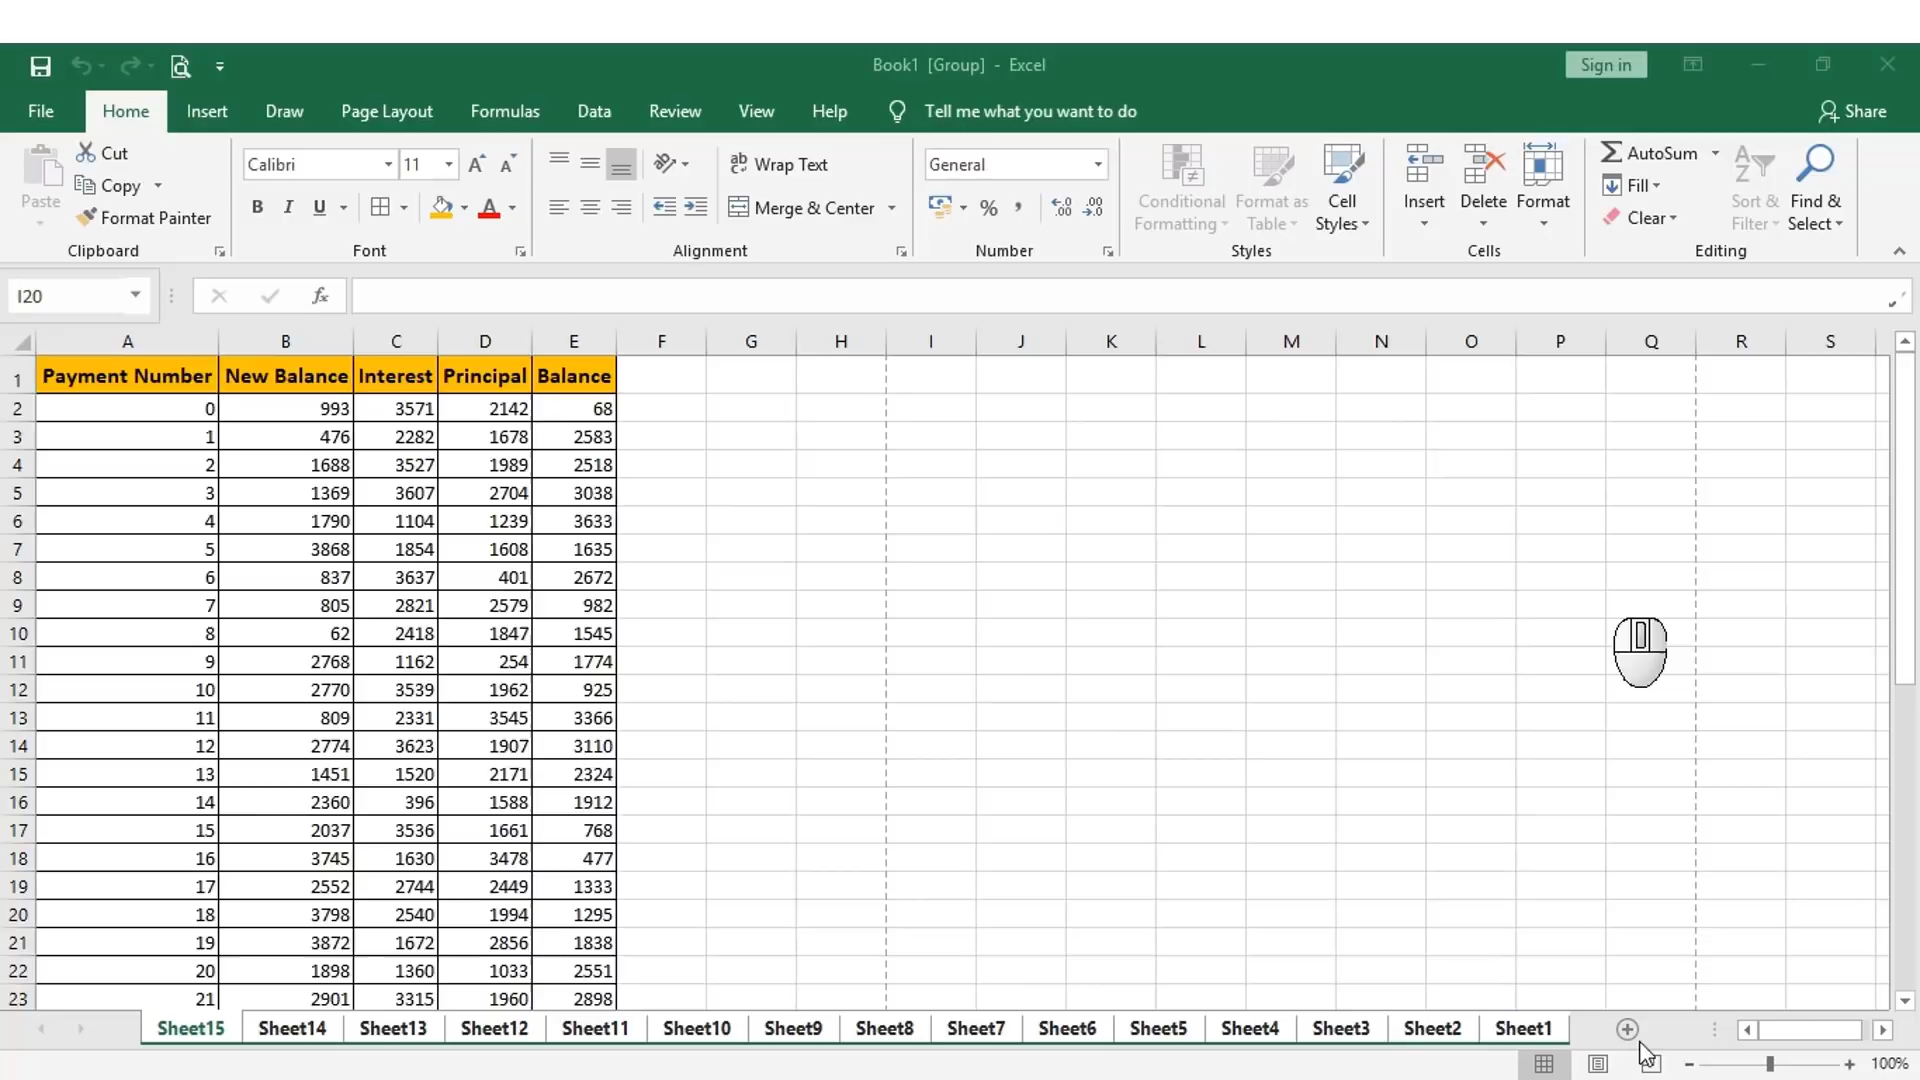 Book1 [Group] - Excel
Sign in
File Home Insert Draw Page Layout Formulas Data Review View Help Tell me what you want to do Share
Paste
Cut
Copy
Format Painter
Clipboard
Calibri 11
B I U
Font
Wrap Text
Merge & Center
Alignment
General
Number
Conditional Formatting
Format as Table
Cell Styles
Styles
Insert Delete Format
Cells
AutoSum
Fill
Clear
Sort & Filter
Find & Select
Editing
I20 fx
A B C D E F G H I J K L M N O P Q R S
1 Payment Number New Balance Interest Principal Balance
2 0 993 3571 2142 68
3 1 476 2282 1678 2583
4 2 1688 3527 1989 2518
5 3 1369 3607 2704 3038
6 4 1790 1104 1239 3633
7 5 3868 1854 1608 1635
8 6 837 3637 401 2672
9 7 805 2821 2579 982
10 8 62 2418 1847 1545
11 9 2768 1162 254 1774
12 10 2770 3539 1962 925
13 11 809 2331 3545 3366
14 12 2774 3623 1907 3110
15 13 1451 1520 2171 2324
16 14 2360 396 1588 1912
17 15 2037 3536 1661 768
18 16 3745 1630 3478 477
19 17 2552 2744 2449 1333
20 18 3798 2540 1994 1295
21 19 3872 1672 2856 1838
22 20 1898 1360 1033 2551
23 21 2901 3315 1960 2898
Sheet15 Sheet14 Sheet13 Sheet12 Sheet11 Sheet10 Sheet9 Sheet8 Sheet7 Sheet6 Sheet5 Sheet4 Sheet3 Sheet2 Sheet1
100%